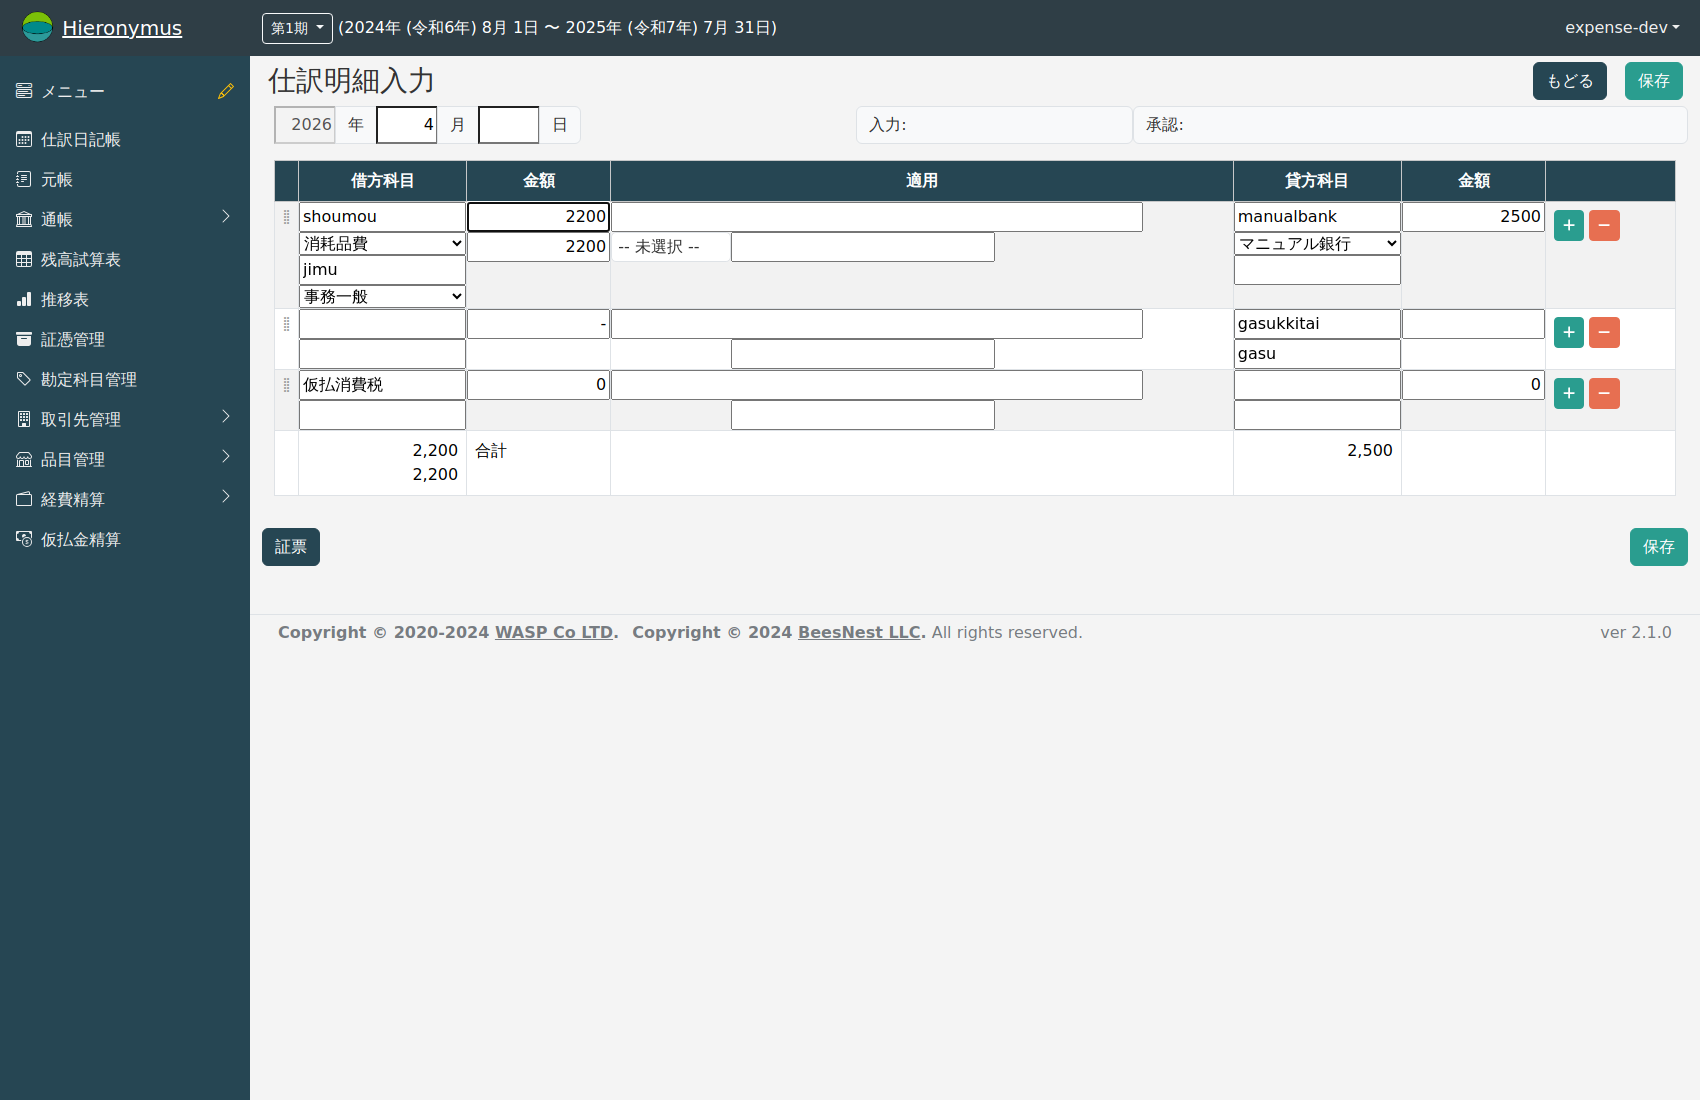 Hieronymus
第1期 (2024年 (令和6年) 8月 1日 〜 2025年 (令和7年) 7月 31日)
expense-dev
メニュー
仕訳日記帳
元帳
通帳
残高試算表
推移表
証憑管理
勘定科目管理
取引先管理
品目管理
経費精算
仮払金精算
仕訳明細入力
もどる
保存
2026 年 4 月 日
入力:
承認:
借方科目 金額 適用 貸方科目 金額
shoumou 2200 manualbank 2500
消耗品費 2200 -- 未選択 -- マニュアル銀行
jimu
事務一般
- gasukkitai
gasu
仮払消費税 0 0
2,200 合計 2,500
2,200
証票
保存
Copyright © 2020-2024 WASP Co LTD. Copyright © 2024 BeesNest LLC. All rights reserved.
ver 2.1.0